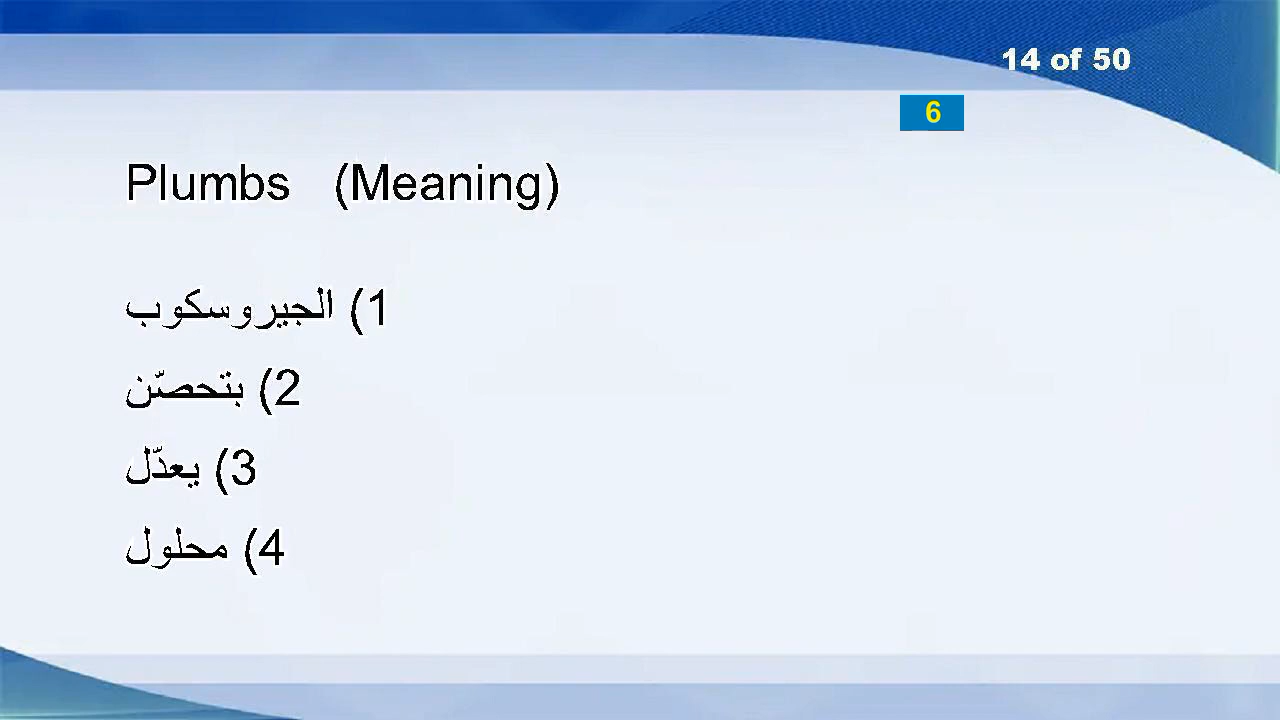 14 of 50
6
Plumbs (Meaning)
1) الجيروسكوب
2) بتحصّن
3) يعدّل
4) محلول